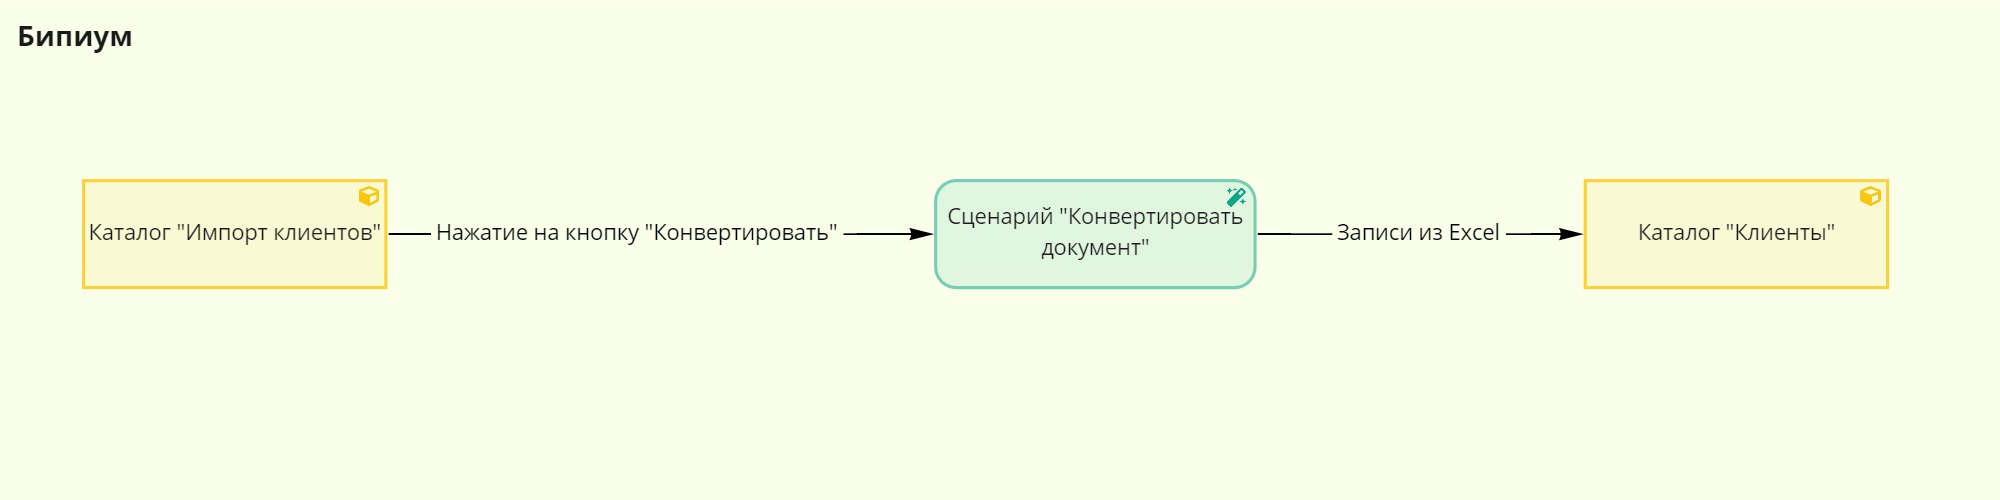 Бипиум
Каталог "Импорт клиентов"
Нажатие на кнопку "Конвертировать"
Сценарий "Конвертировать
документ"
Записи из Excel
Каталог "Клиенты"